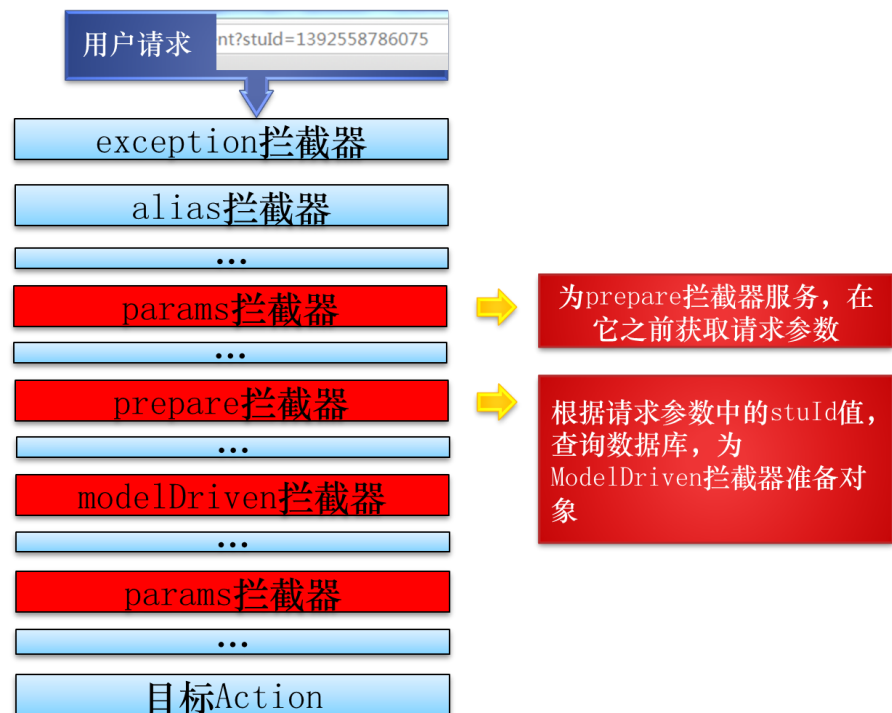 用户请求
nt?stuId=1392558786075
exception拦截器
alias拦截器
...
params拦截器
为prepare拦截器服务，在
它之前获取请求参数
...
prepare拦截器
根据请求参数中的stuId值，
查询数据库，为
ModelDriven拦截器准备对
象
...
modelDriven拦截器
...
params拦截器
...
目标Action